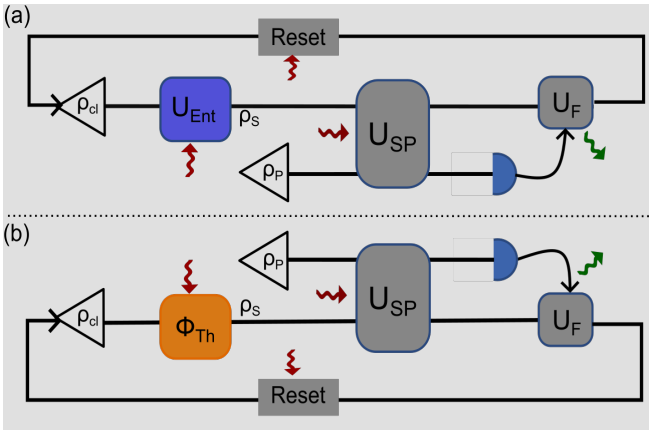 (a)
Reset
ρcl
UEnt
ρS
USP
UF
ρP
(b)
ρP
USP
ρcl
ΦTh
ρS
UF
Reset